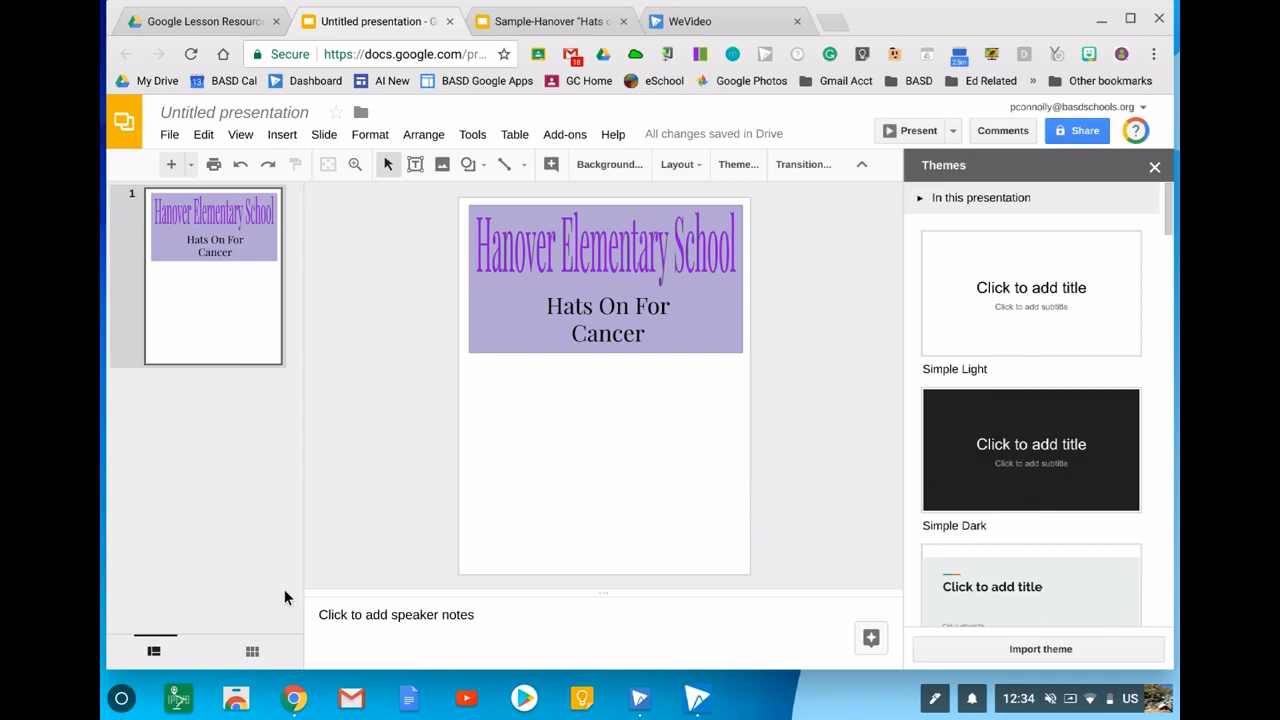 Google Lesson Resourc
Untitled presentation - G
Sample-Hanover "Hats o
WeVideo
Secure
https://docs.google.com/pr...
18
2.5m
My Drive
13
BASD Cal
Dashboard
AI New
BASD Google Apps
GC Home
eSchool
Google Photos
Gmail Acct
BASD
Ed Related
»
Other bookmarks
Untitled presentation
pconnolly@basdschools.org
File Edit View Insert Slide Format Arrange Tools Table Add-ons Help
All changes saved in Drive
Present
Comments
Share
?
Background...
Layout
Theme...
Transition...
Themes
1
Hanover Elementary School
Hats On For
Cancer
Hanover Elementary School
Hats On For
Cancer
In this presentation
Click to add title
Click to add subtitle
Simple Light
Click to add title
Click to add subtitle
Simple Dark
Click to add title
Import theme
Click to add speaker notes
12:34
US